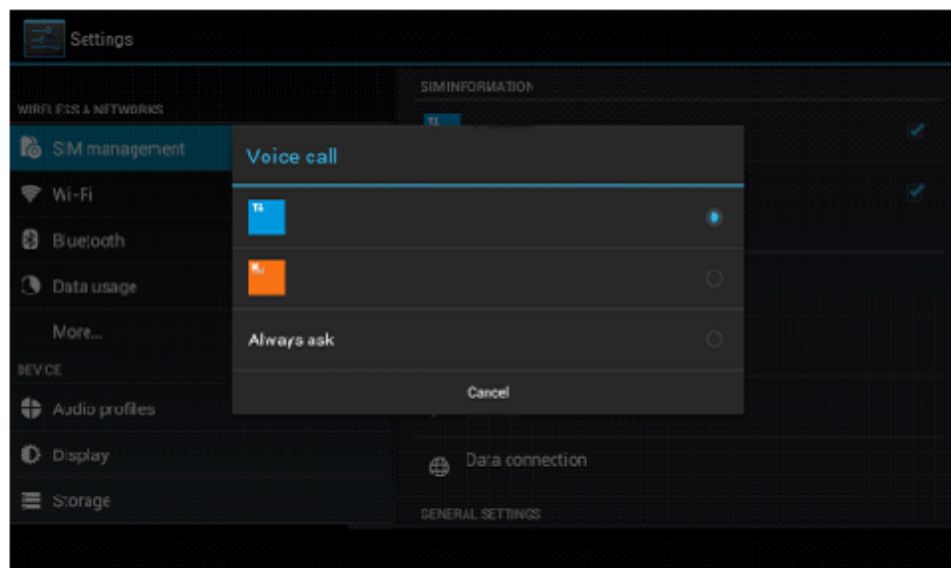 Settings
SIM INFORMATION
WIRELESS & NETWORKS
SIM management
Voice call
Wi-Fi
Bluetooth
Data usage
More...
Always ask
DEVICE
Cancel
Audio profiles
Display
Data connection
Storage
GENERAL SETTINGS